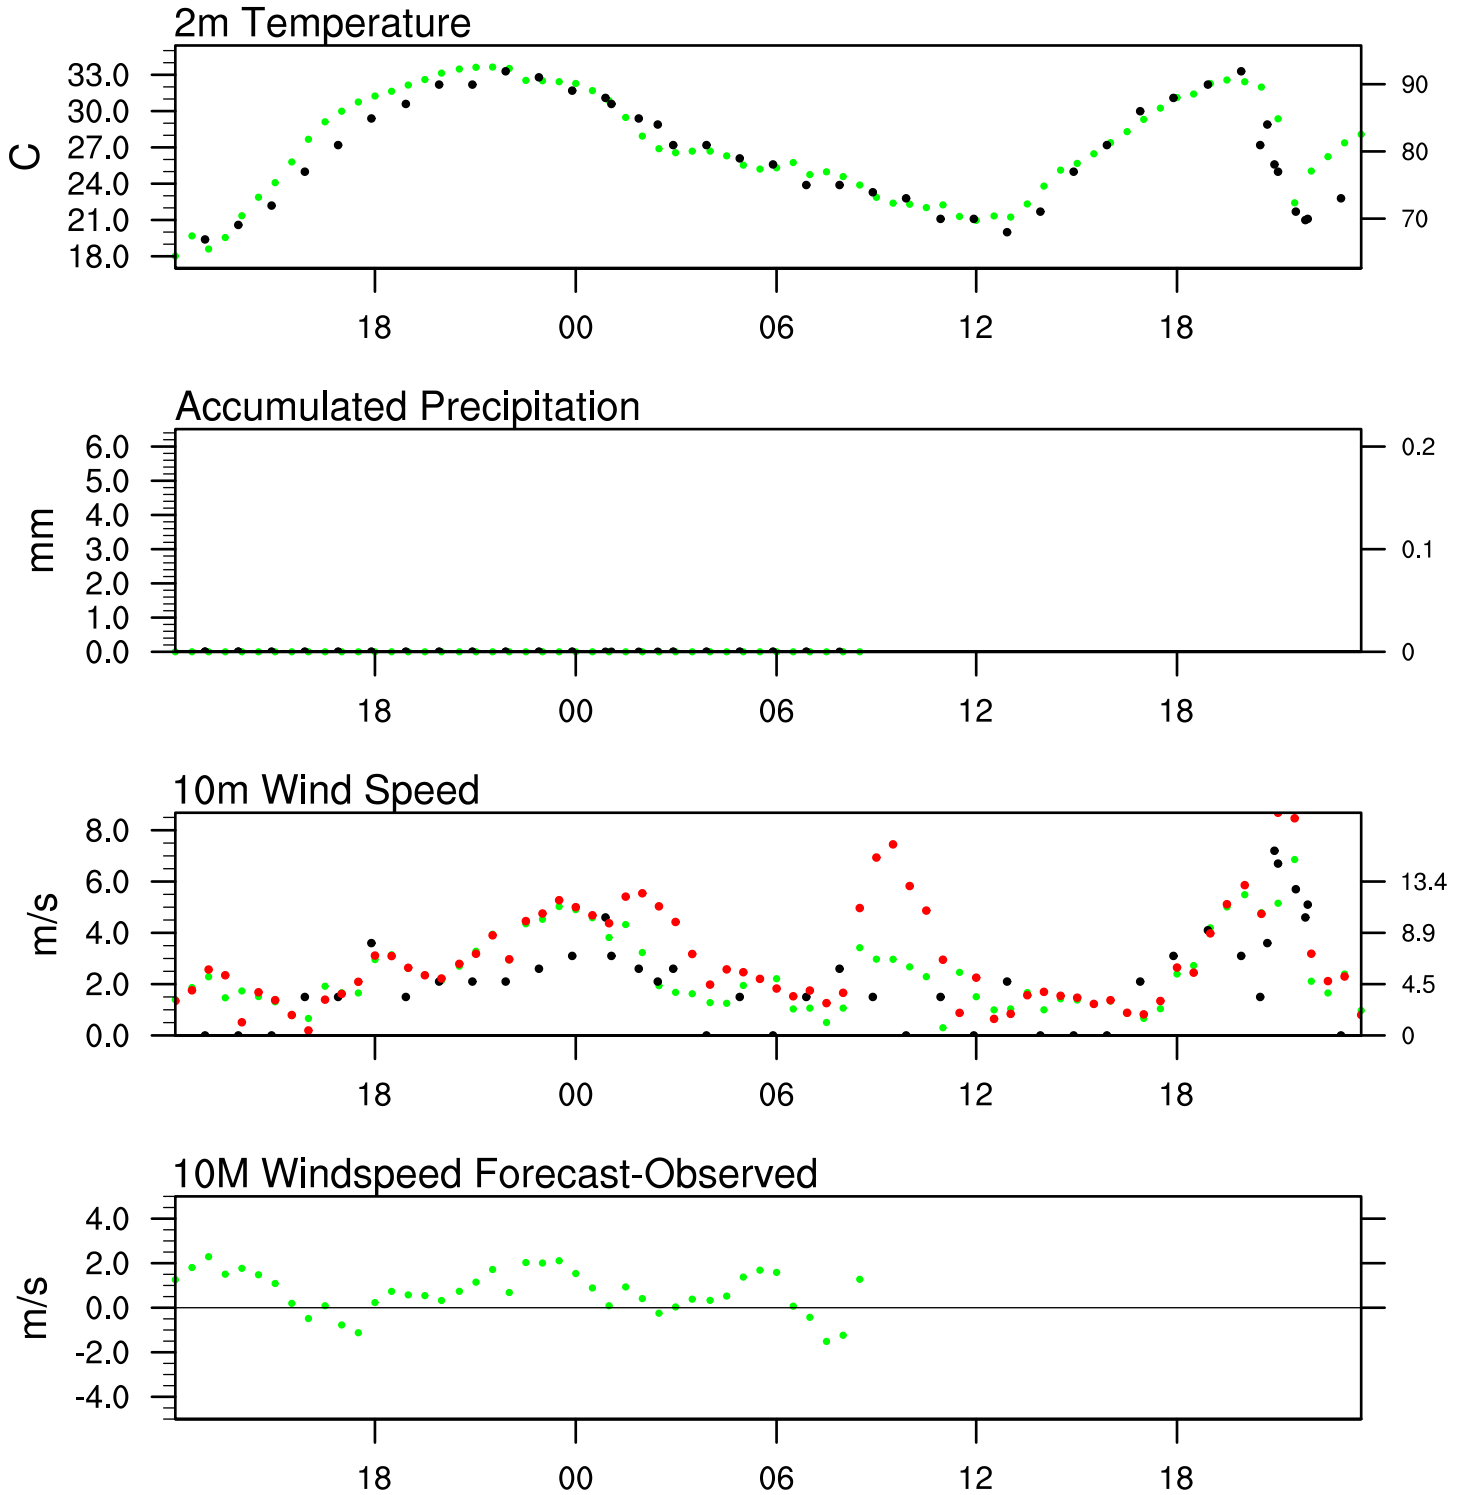 2m Temperature
33.0
30.0
27.0
24.0
21.0
18.0
C
90
80
70
18 00 06 12 18
Accumulated Precipitation
6.0
5.0
4.0
3.0
2.0
1.0
0.0
mm
0.2
0.1
0
18 00 06 12 18
10m Wind Speed
8.0
6.0
4.0
2.0
0.0
m/s
13.4
8.9
4.5
0
18 00 06 12 18
10M Windspeed Forecast-Observed
4.0
2.0
0.0
-2.0
-4.0
m/s
18 00 06 12 18